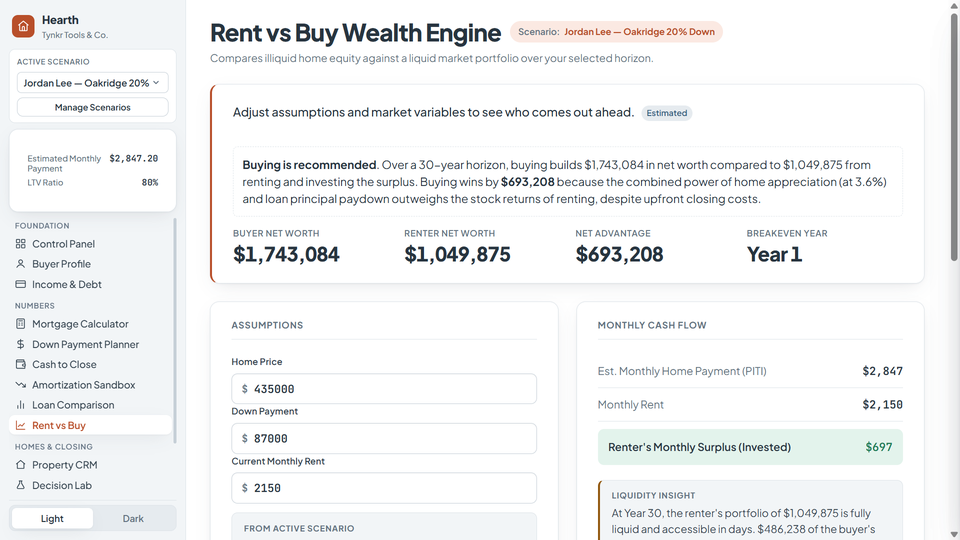 Hearth
Tynkr Tools & Co.
ACTIVE SCENARIO
Jordan Lee — Oakridge 20%
Manage Scenarios
Estimated Monthly Payment $2,847.20
LTV Ratio 80%
FOUNDATION
Control Panel
Buyer Profile
Income & Debt
NUMBERS
Mortgage Calculator
Down Payment Planner
Cash to Close
Amortization Sandbox
Loan Comparison
Rent vs Buy
HOMES & CLOSING
Property CRM
Decision Lab
Light Dark
Rent vs Buy Wealth Engine
Scenario: Jordan Lee — Oakridge 20% Down
Compares illiquid home equity against a liquid market portfolio over your selected horizon.
Adjust assumptions and market variables to see who comes out ahead. Estimated
Buying is recommended. Over a 30-year horizon, buying builds $1,743,084 in net worth compared to $1,049,875 from
renting and investing the surplus. Buying wins by $693,208 because the combined power of home appreciation (at 3.6%)
and loan principal paydown outweighs the stock returns of renting, despite upfront closing costs.
BUYER NET WORTH
$1,743,084
RENTER NET WORTH
$1,049,875
NET ADVANTAGE
$693,208
BREAKEVEN YEAR
Year 1
ASSUMPTIONS
Home Price
$ 435000
Down Payment
$ 87000
Current Monthly Rent
$ 2150
FROM ACTIVE SCENARIO
MONTHLY CASH FLOW
Est. Monthly Home Payment (PITI) $2,847
Monthly Rent $2,150
Renter's Monthly Surplus (Invested) $697
LIQUIDITY INSIGHT
At Year 30, the renter's portfolio of $1,049,875 is fully
liquid and accessible in days. $486,238 of the buyer's